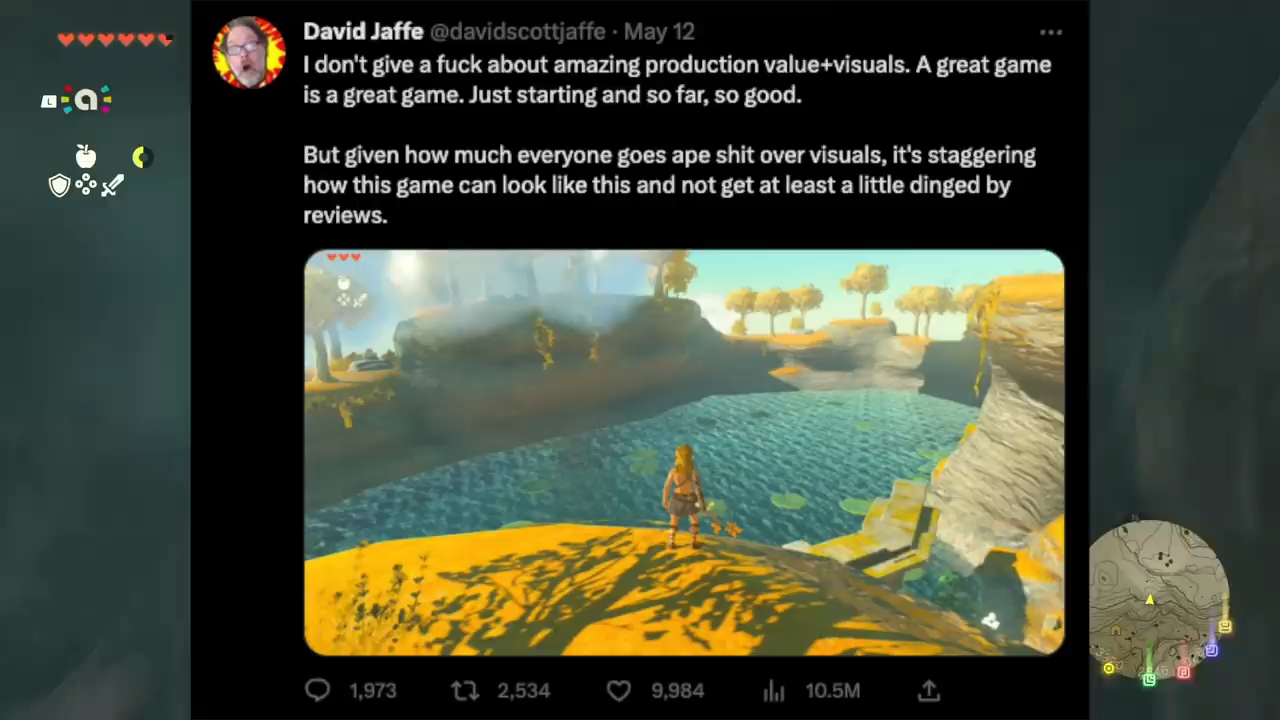 David Jaffe @davidscottjaffe · May 12
I don't give a fuck about amazing production value+visuals. A great game
is a great game. Just starting and so far, so good.
But given how much everyone goes ape shit over visuals, it's staggering
how this game can look like this and not get at least a little dinged by
reviews.
1,973 2,534 9,984 10.5M